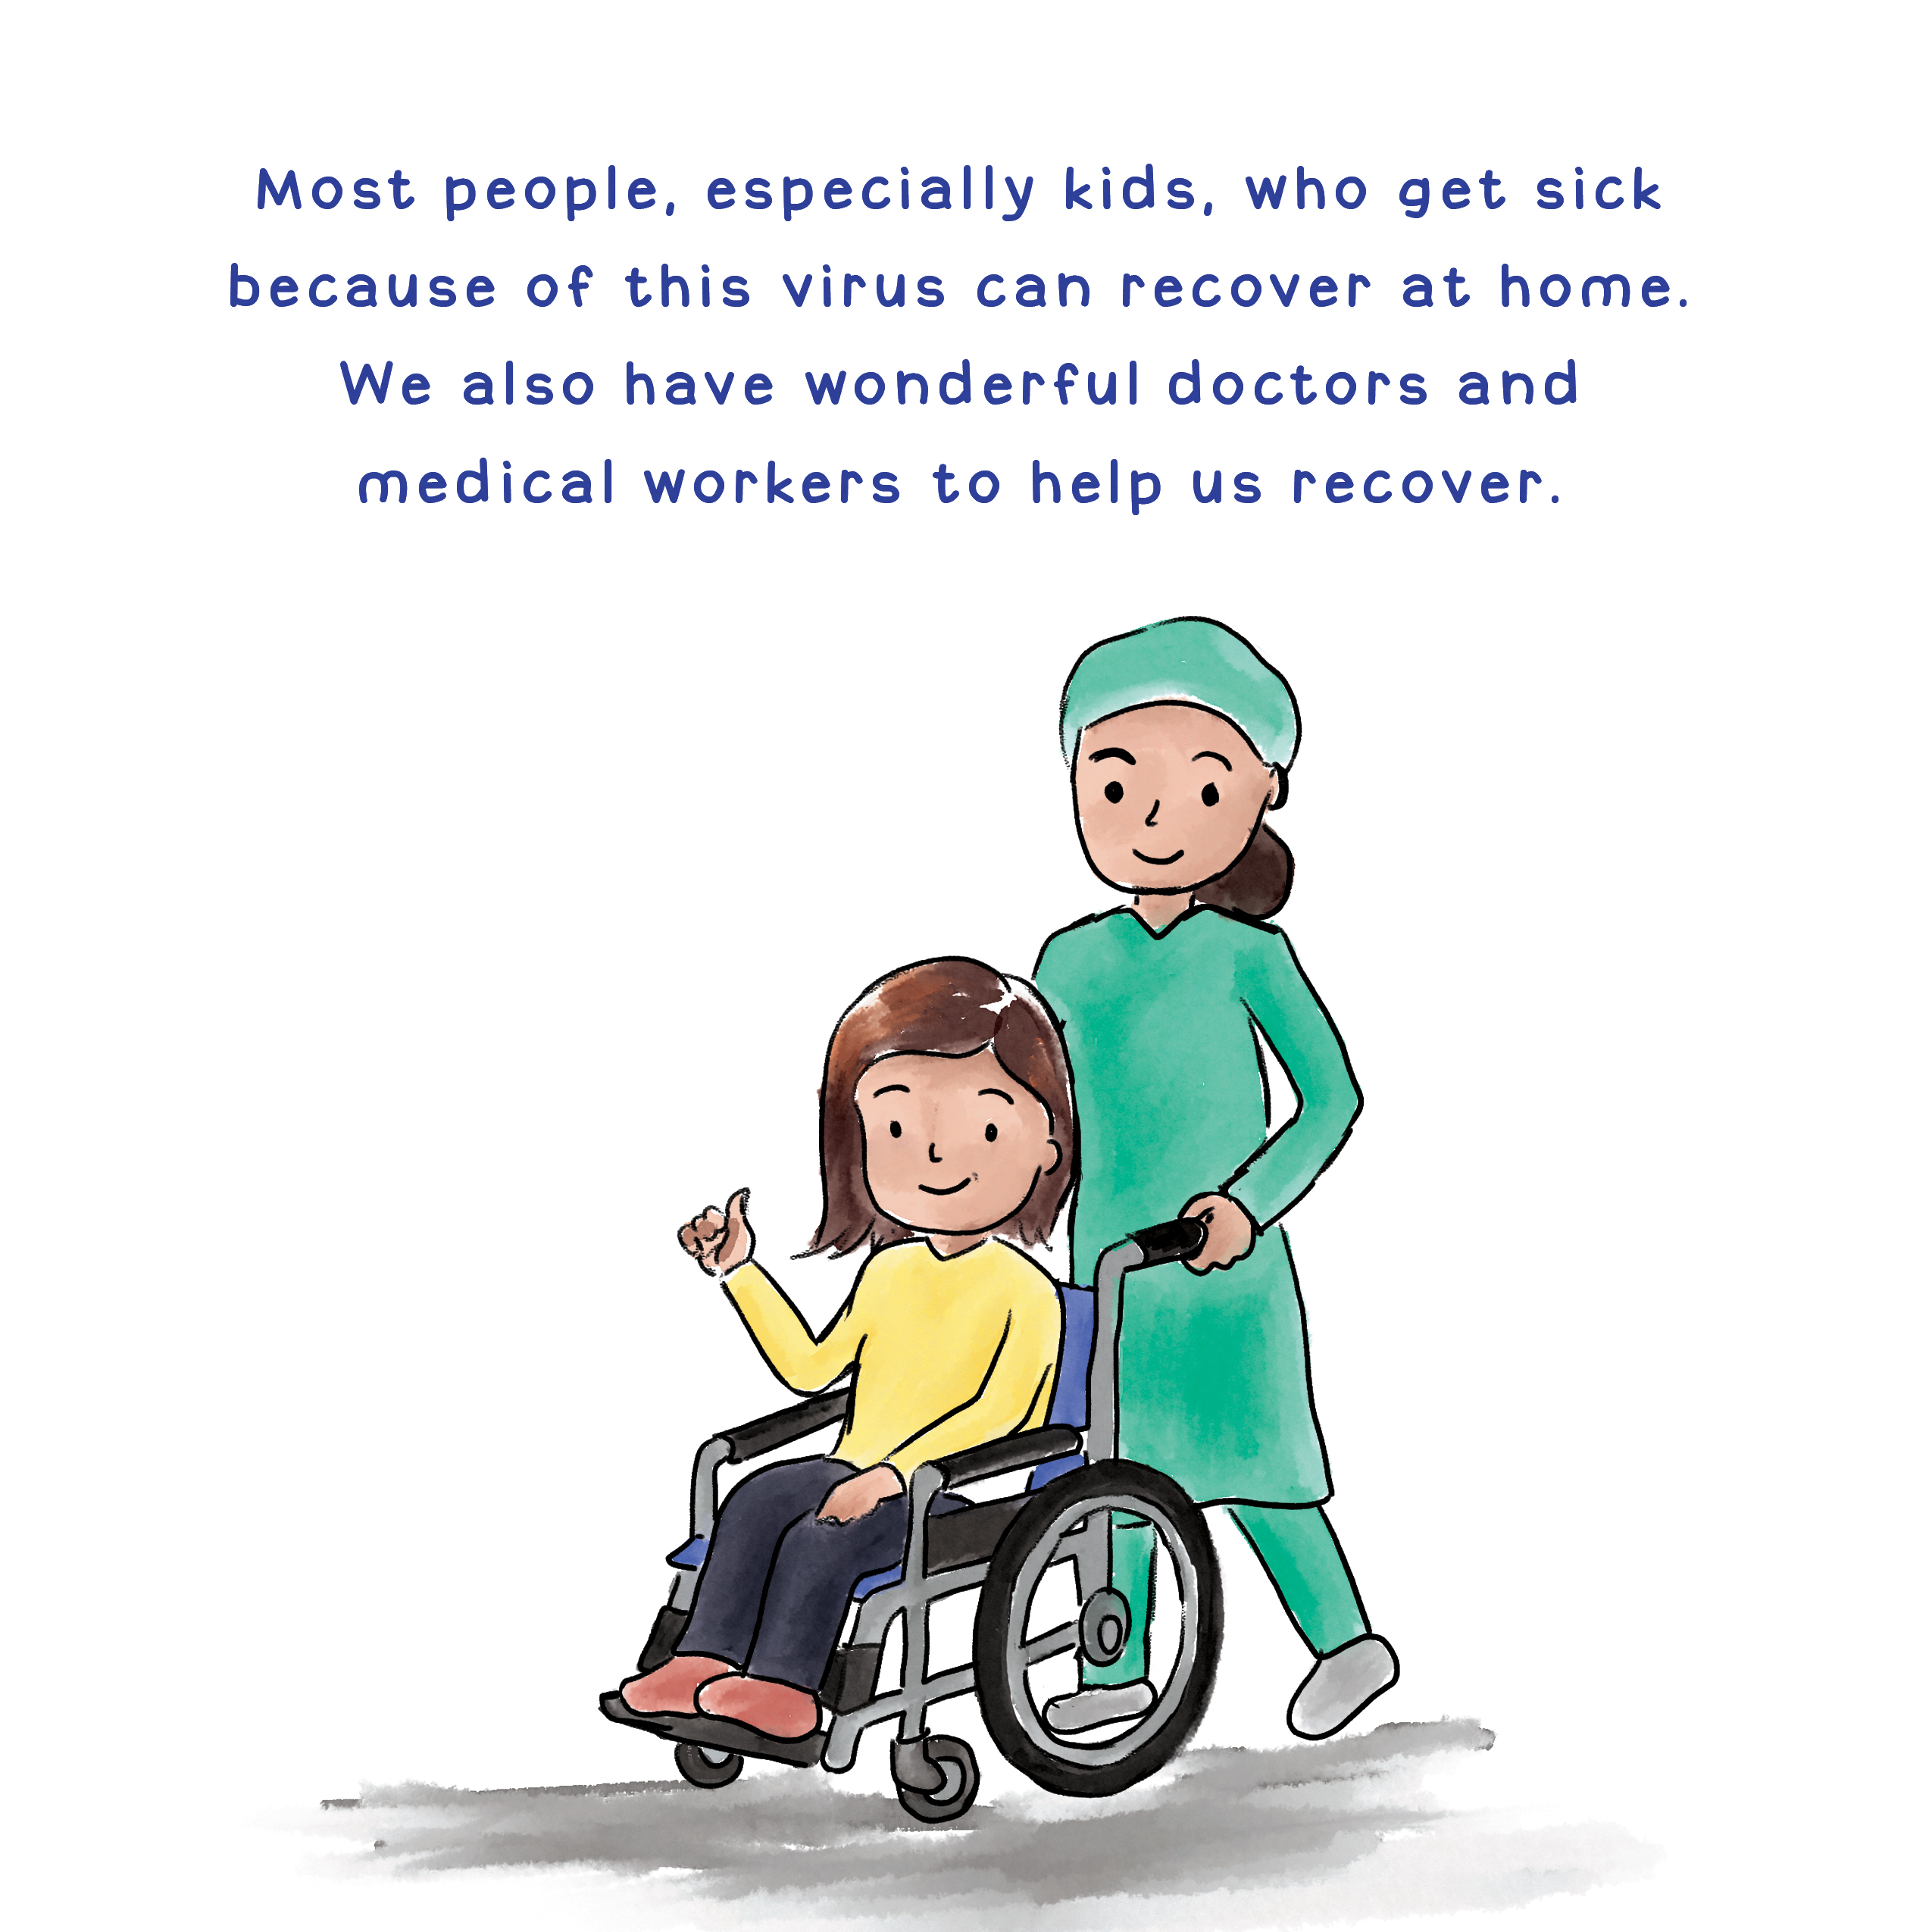 Most people, especially kids, who get sick
because of this virus can recover at home.
We also have wonderful doctors and
medical workers to help us recover.